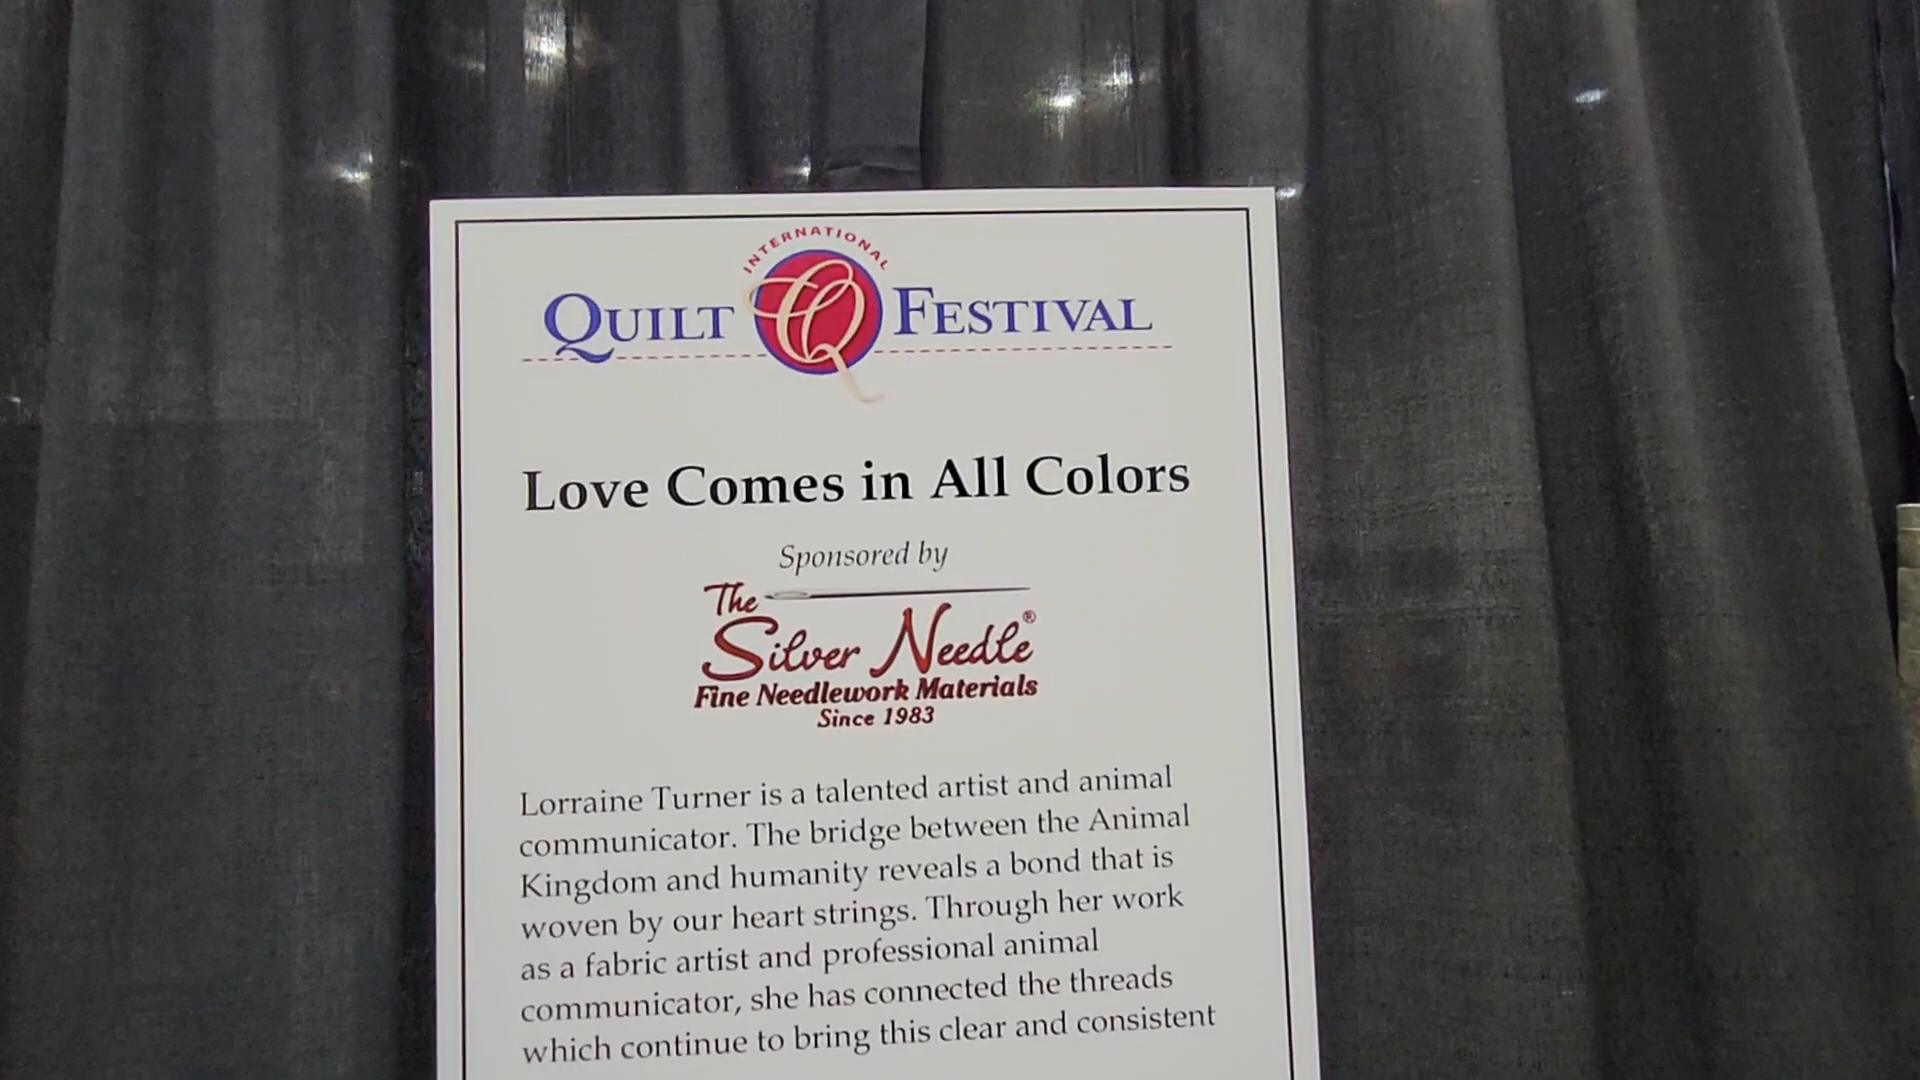 INTERNATIONAL
QUILT Q FESTIVAL
Love Comes in All Colors
Sponsored by
The
Silver Needle®
Fine Needlework Materials
Since 1983
Lorraine Turner is a talented artist and animal
communicator. The bridge between the Animal
Kingdom and humanity reveals a bond that is
woven by our heart strings. Through her work
as a fabric artist and professional animal
communicator, she has connected the threads
which continue to bring this clear and consistent